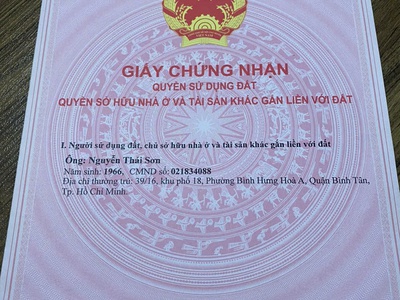 GIẤY CHỨNG NHẬN
QUYỀN SỬ DỤNG ĐẤT
QUYỀN SỞ HỮU NHÀ Ở VÀ TÀI SẢN KHÁC GẮN LIỀN VỚI ĐẤT
I. Người sử dụng đất, chủ sở hữu nhà ở và tài sản khác gắn liền với đất
Ông: Nguyễn Thái Sơn
Năm sinh: 1966, CMND số: 021834088
Địa chỉ thường trú: 39/16, khu phố 18, Phường Bình Hưng Hoà A, Quận Bình Tân,
Tp. Hồ Chí Minh.